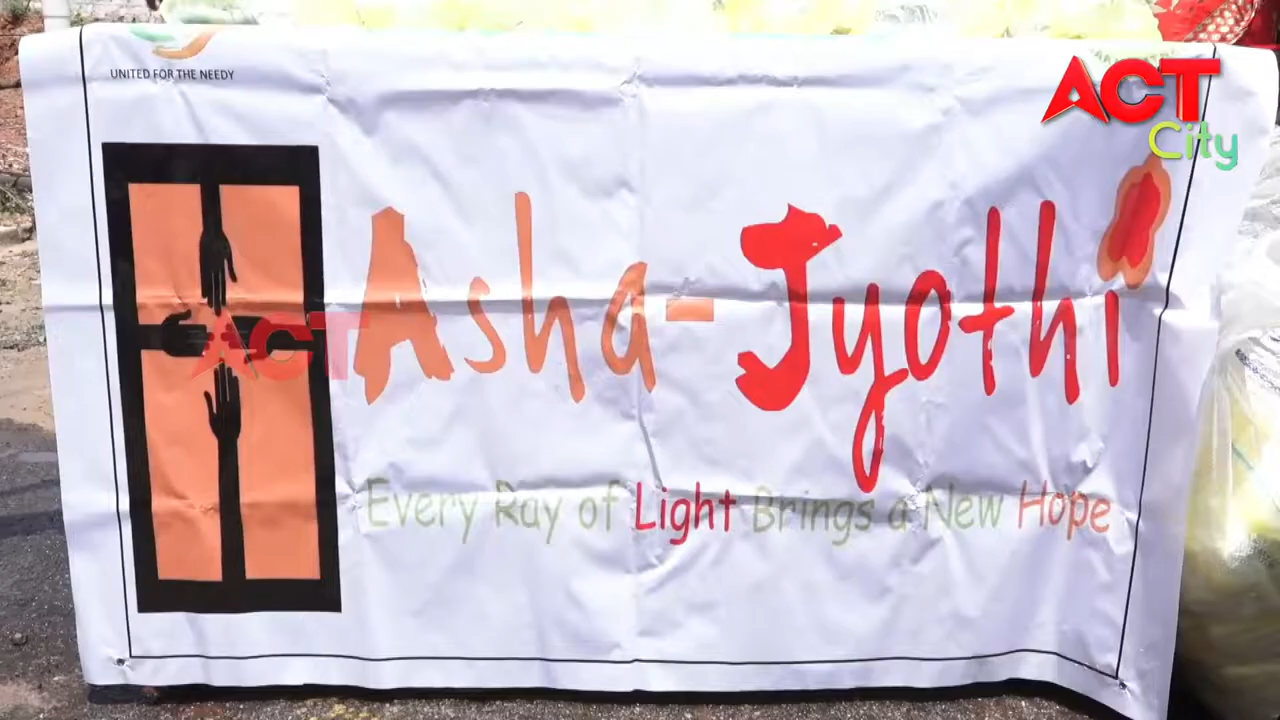 UNITED FOR THE NEEDY
ACT
City
Asha-Jyothi
ACT
Every Ray of Light Brings a New Hope